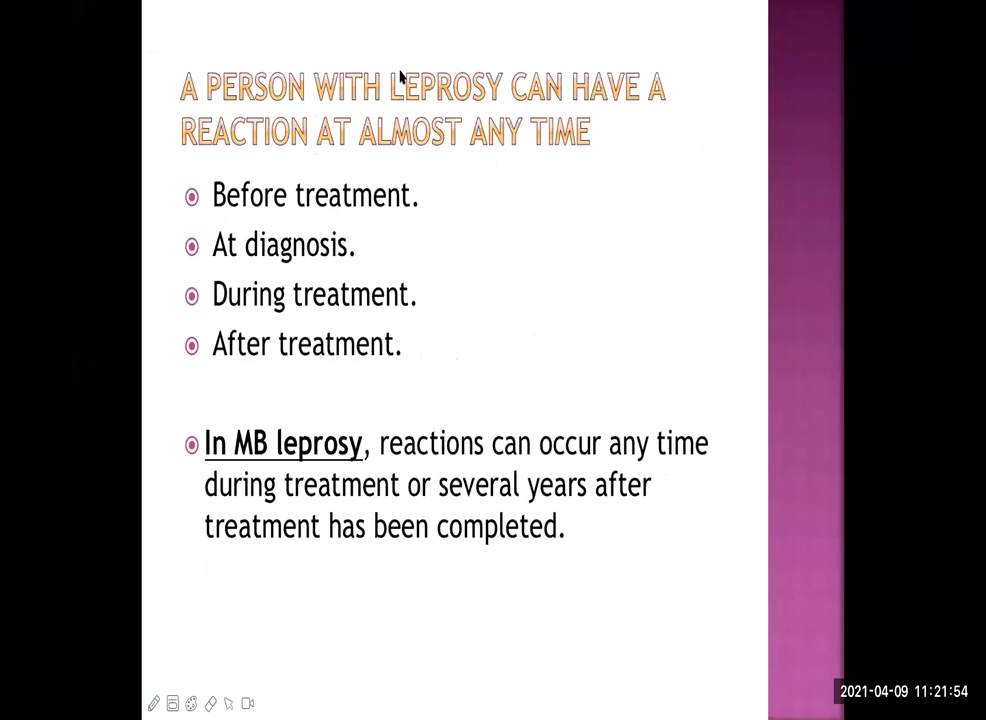 A PERSON WITH LEPROSY CAN HAVE A
REACTION AT ALMOST ANY TIME
Before treatment.
At diagnosis.
During treatment.
After treatment.
In MB leprosy, reactions can occur any time
during treatment or several years after
treatment has been completed.
2021-04-09 11:21:54